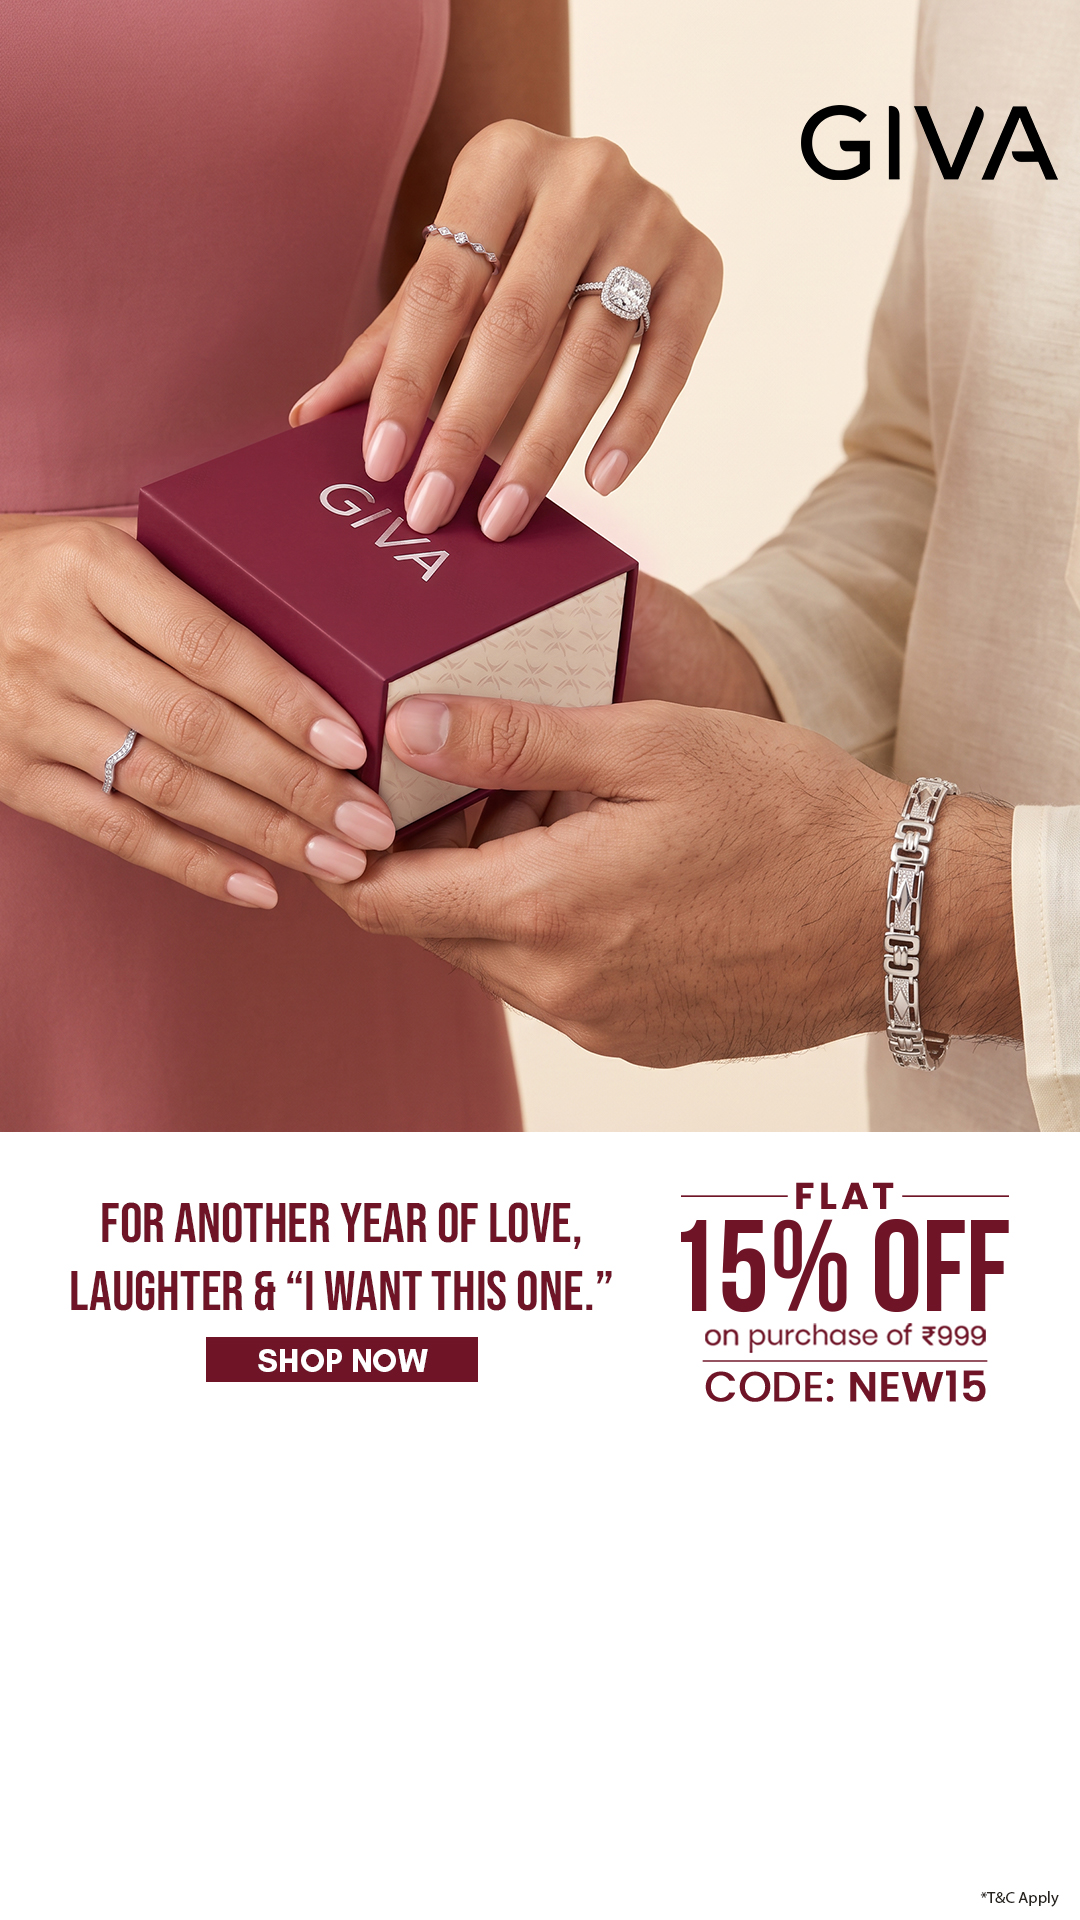 GIVA
GIVA
FOR ANOTHER YEAR OF LOVE,
LAUGHTER & “I WANT THIS ONE.”
SHOP NOW
FLAT
15% OFF
on purchase of ₹999
CODE: NEW15
*T&C Apply